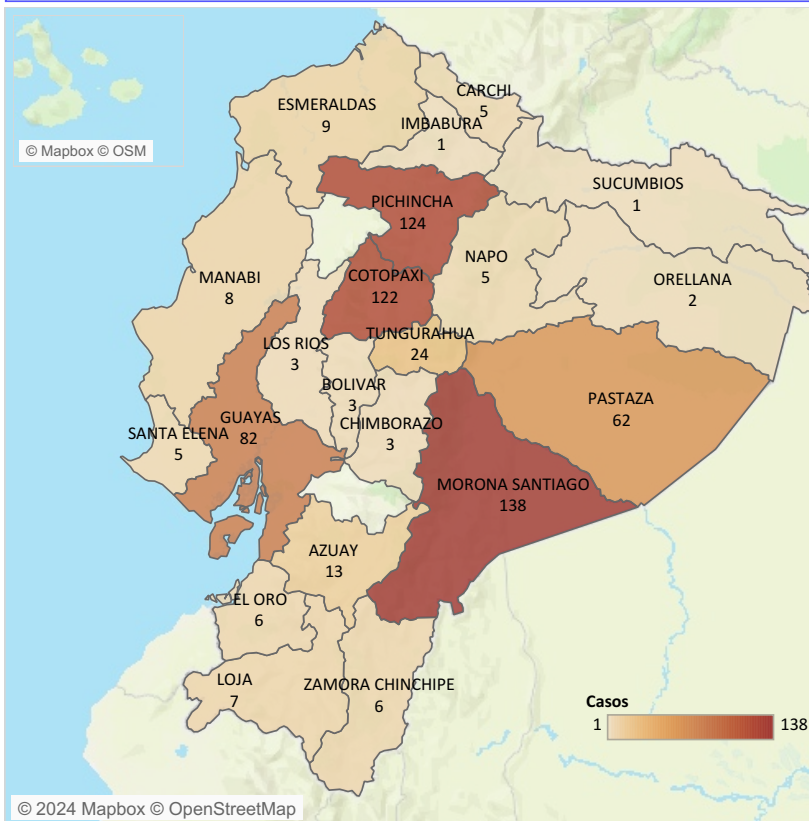 CARCHI
5
ESMERALDAS
9
IMBABURA
1
© Mapbox © OSM
SUCUMBIOS
1
PICHINCHA
124
NAPO
5
MANABI
8
COTOPAXI
122
ORELLANA
2
TUNGURAHUA
24
LOS RIOS
3
BOLIVAR
3
PASTAZA
62
GUAYAS
82
CHIMBORAZO
3
SANTA ELENA
5
MORONA SANTIAGO
138
AZUAY
13
EL ORO
6
LOJA
7
ZAMORA CHINCHIPE
6
Casos
1 138
© 2024 Mapbox © OpenStreetMap